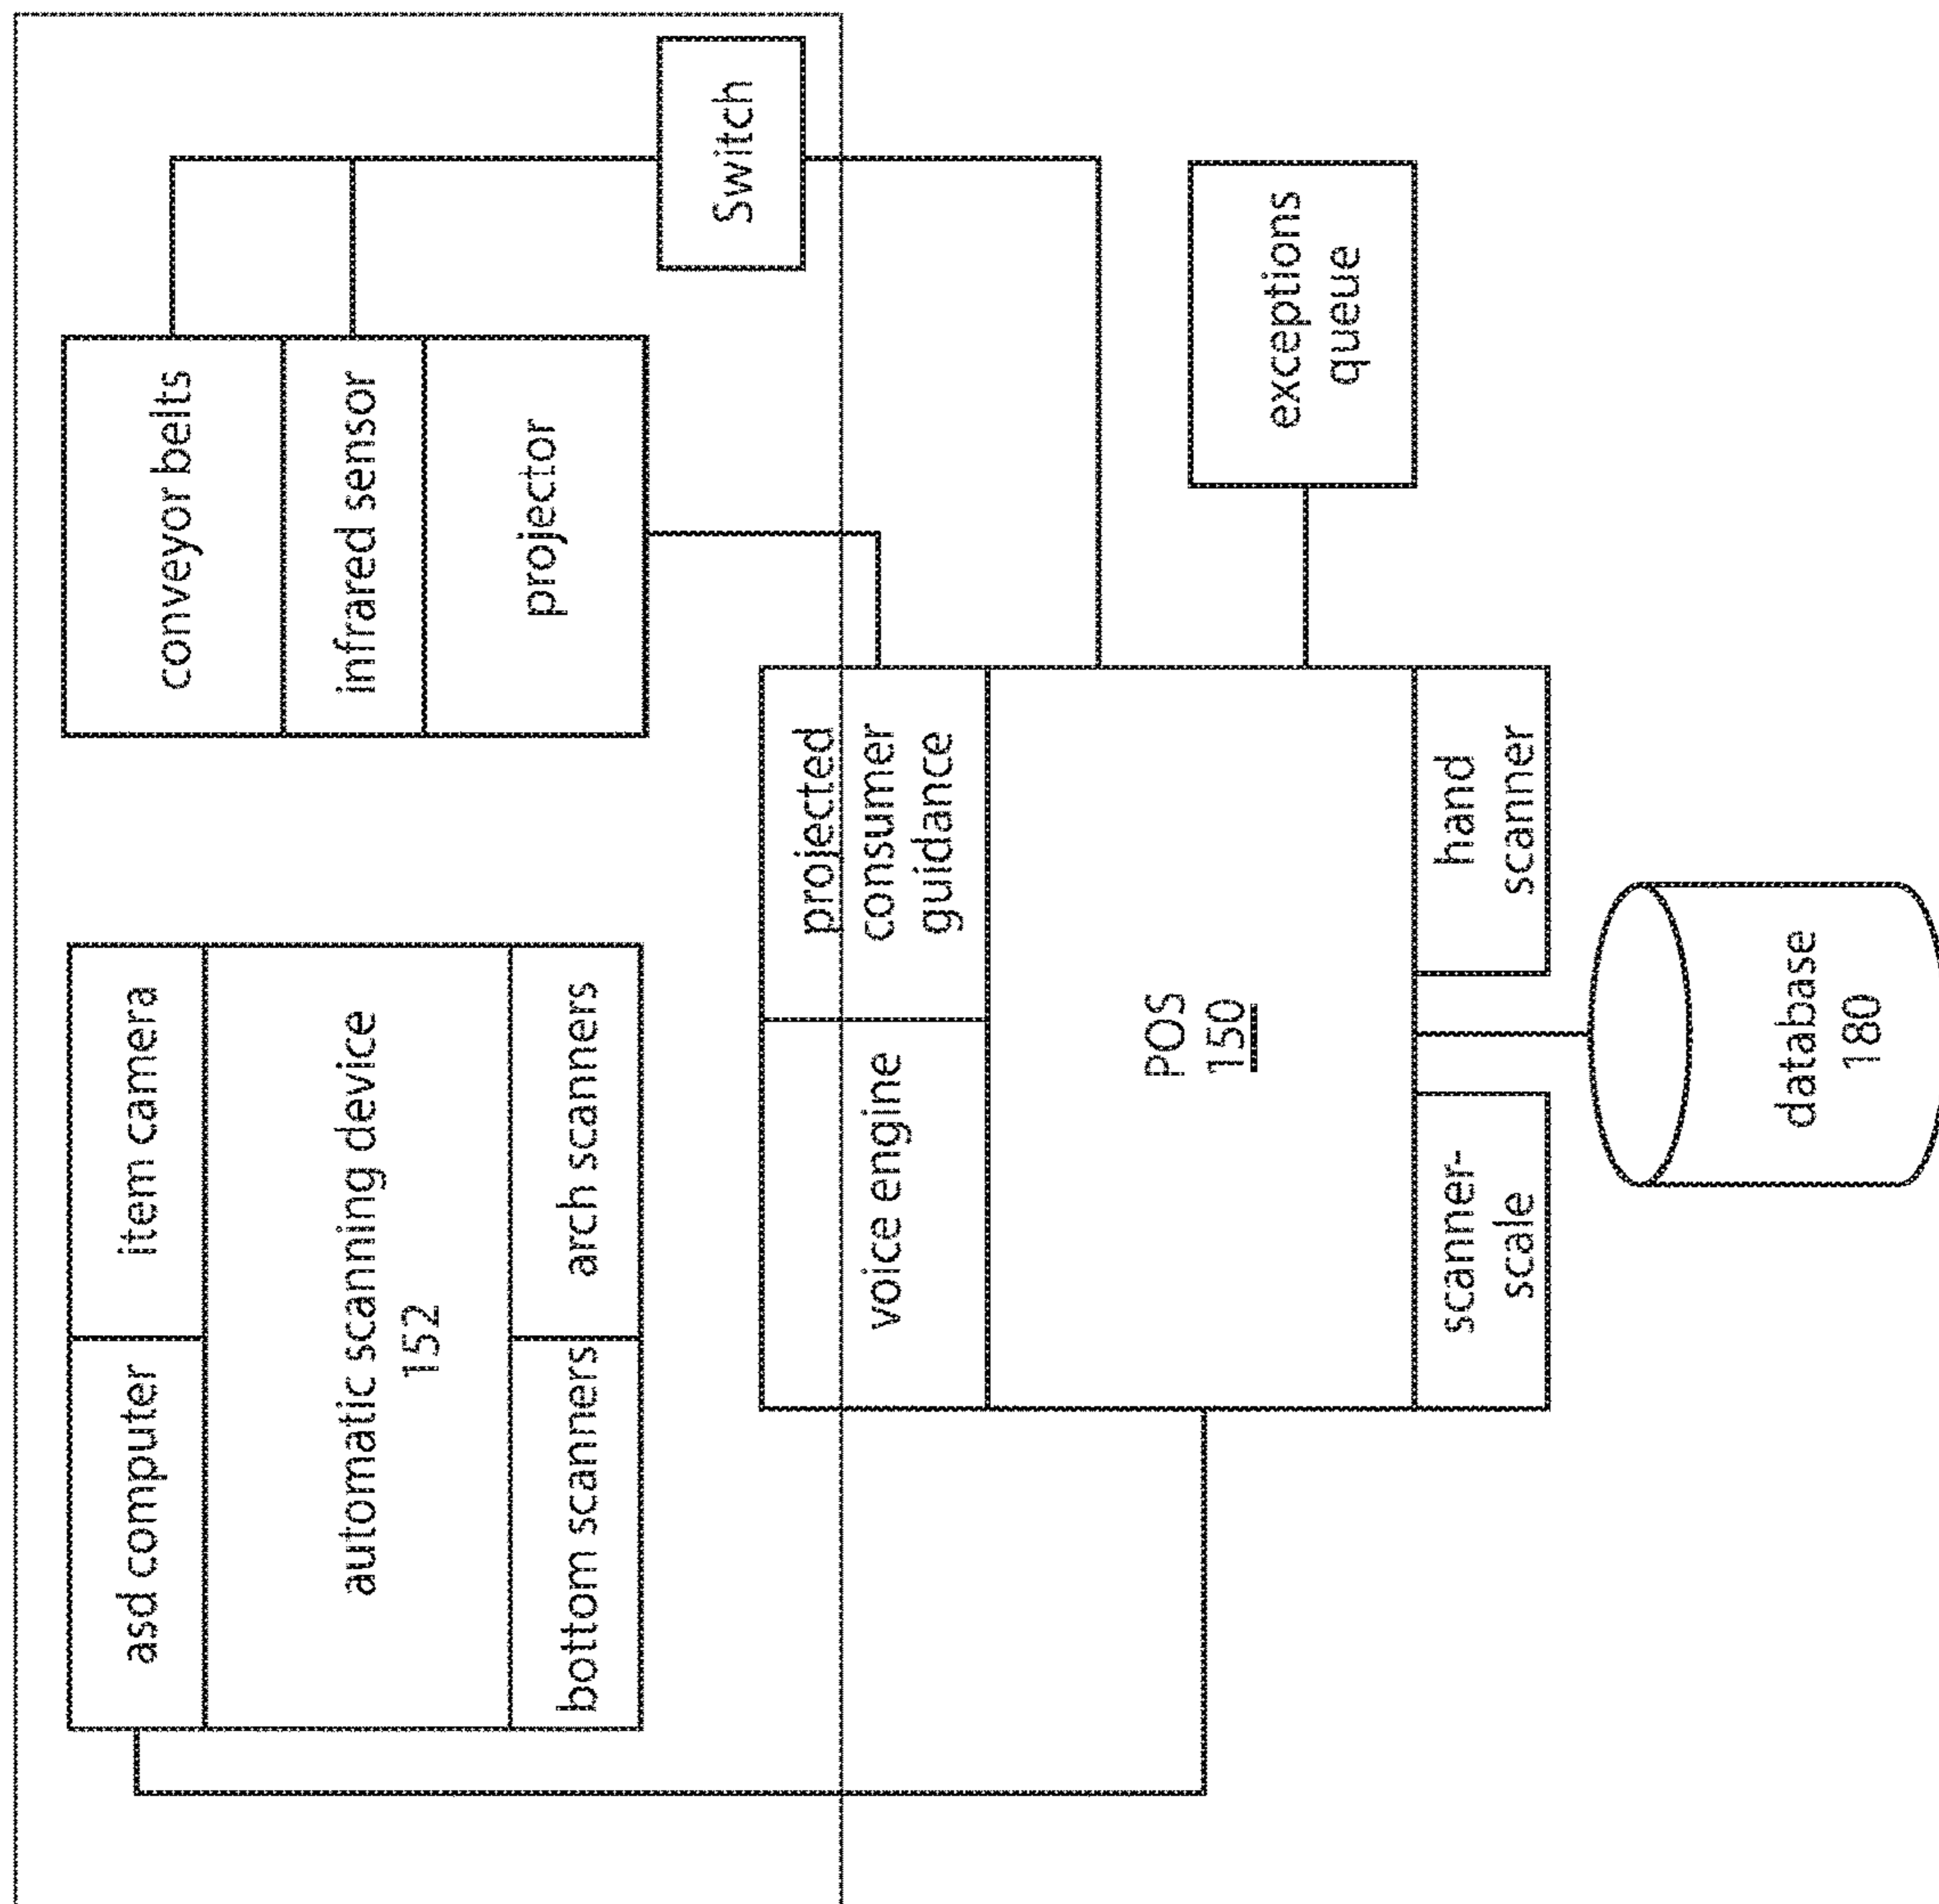 asd computer
item camera
automatic scanning device
152
bottom scanners
arch scanners
conveyor belts
infrared sensor
projector
Switch
voice engine
projected
consumer
guidance
POS
150
scanner-
scale
hand
scanner
exceptions
queue
database
180